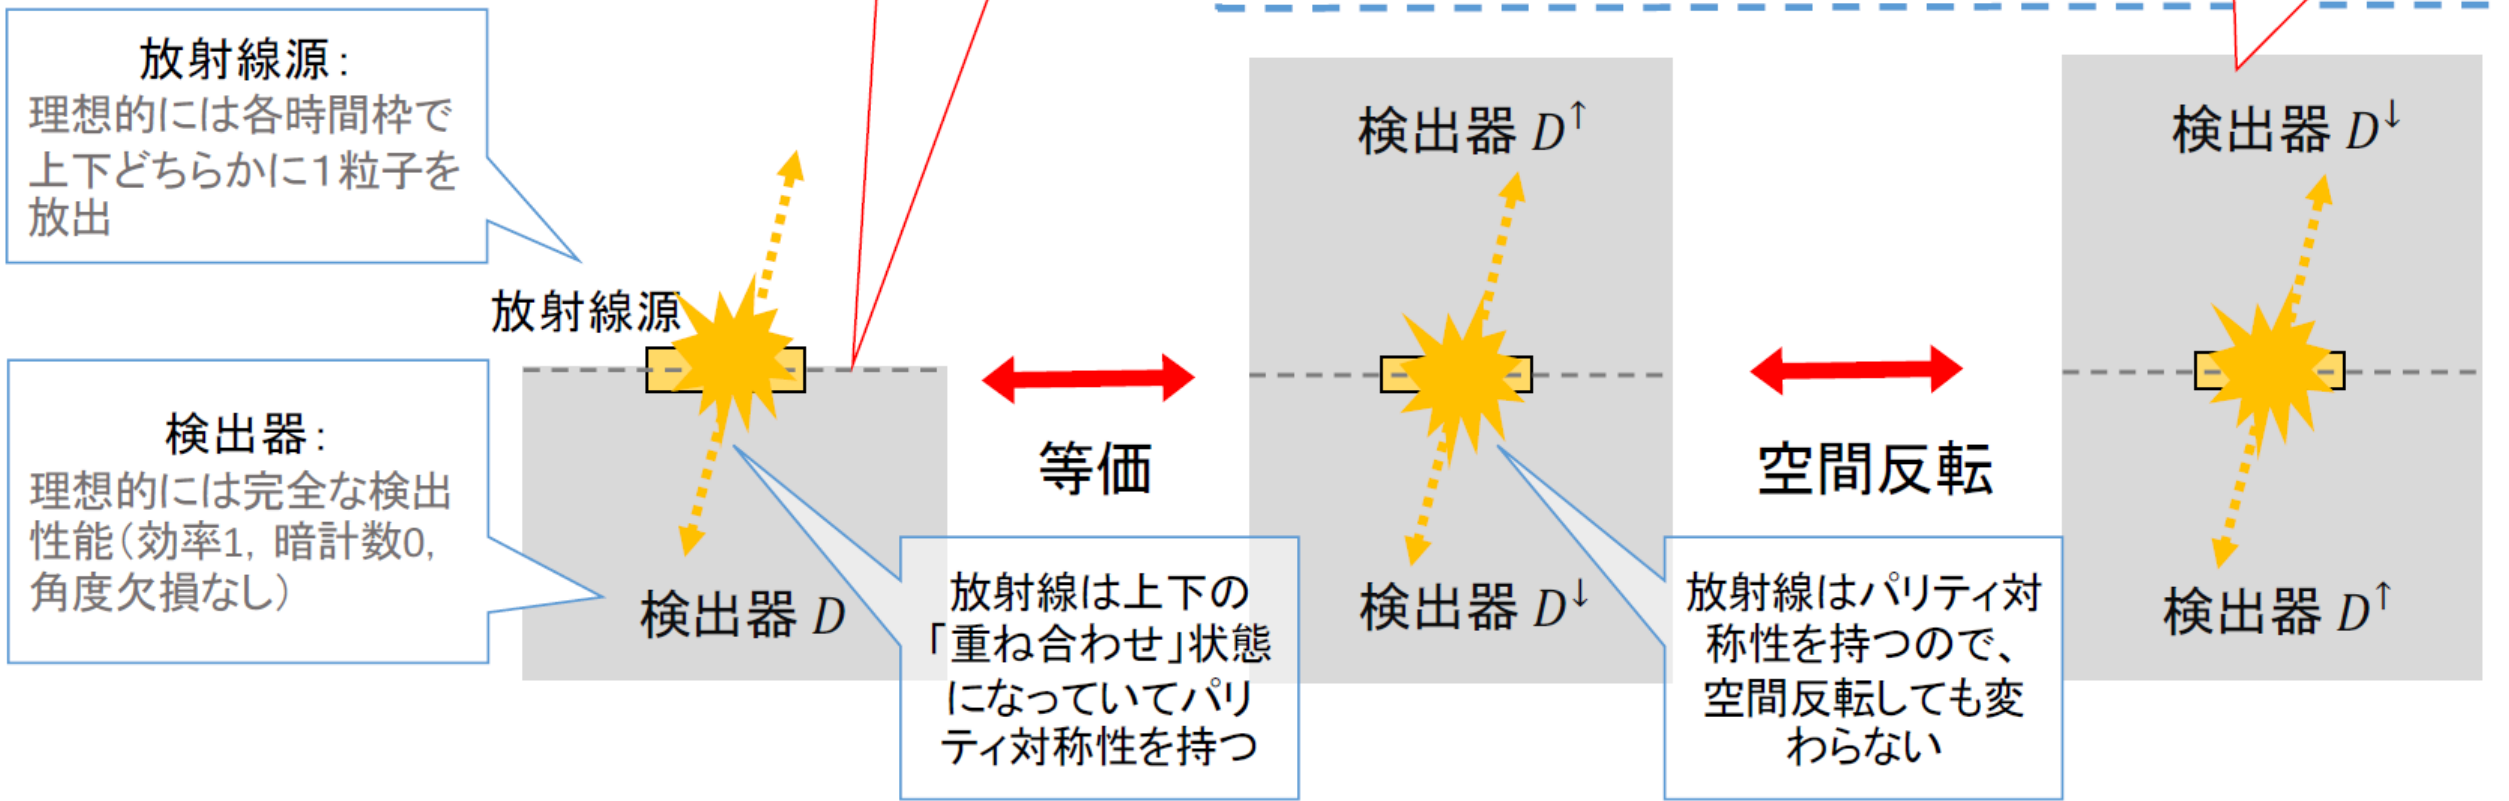 放射線源：
理想的には各時間枠で
上下どちらかに1粒子を
放出
放射線源
検出器：
理想的には完全な検出
性能（効率1, 暗計数0,
角度欠損なし）
検出器 D
放射線は上下の
「重ね合わせ」状態
になっていてパリ
ティ対称性を持つ
等価
検出器 D↑
検出器 D↓
放射線はパリティ対
称性を持つので、
空間反転しても変
わらない
空間反転
検出器 D↓
検出器 D↑